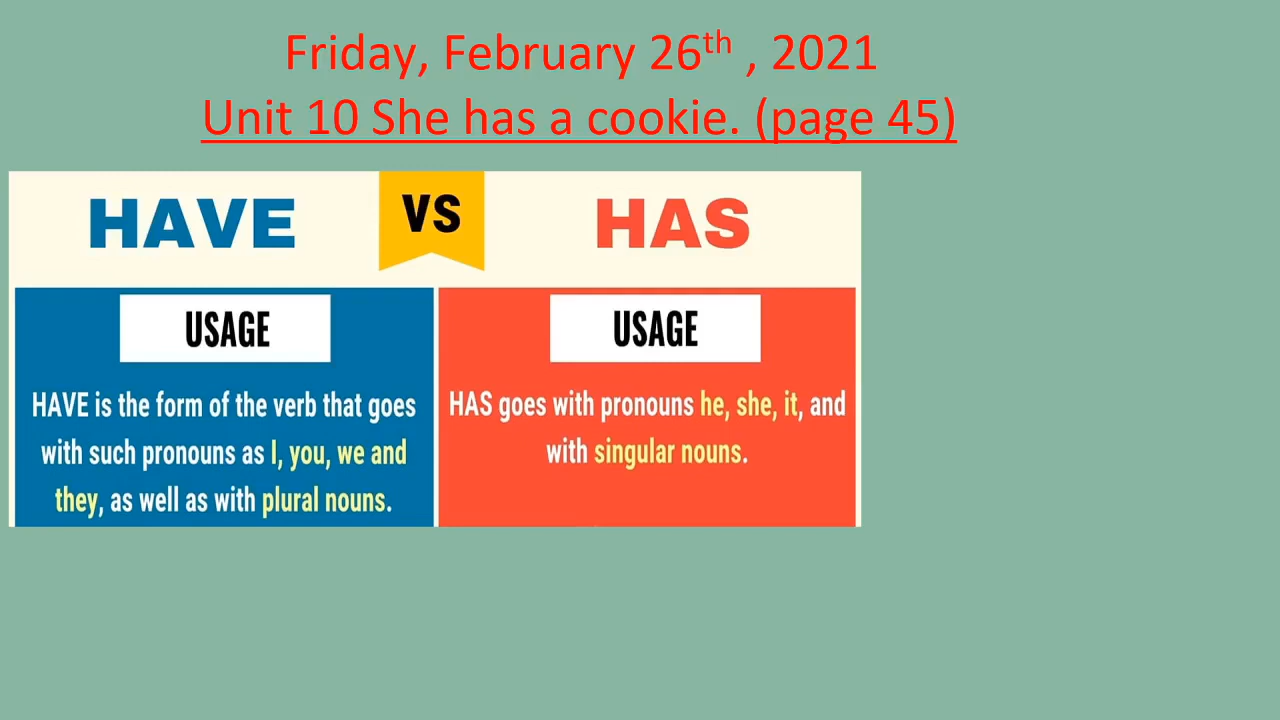 Friday, February 26th , 2021
Unit 10 She has a cookie. (page 45)
HAVE VS HAS
USAGE
HAVE is the form of the verb that goes
with such pronouns as I, you, we and
they, as well as with plural nouns.
USAGE
HAS goes with pronouns he, she, it, and
with singular nouns.